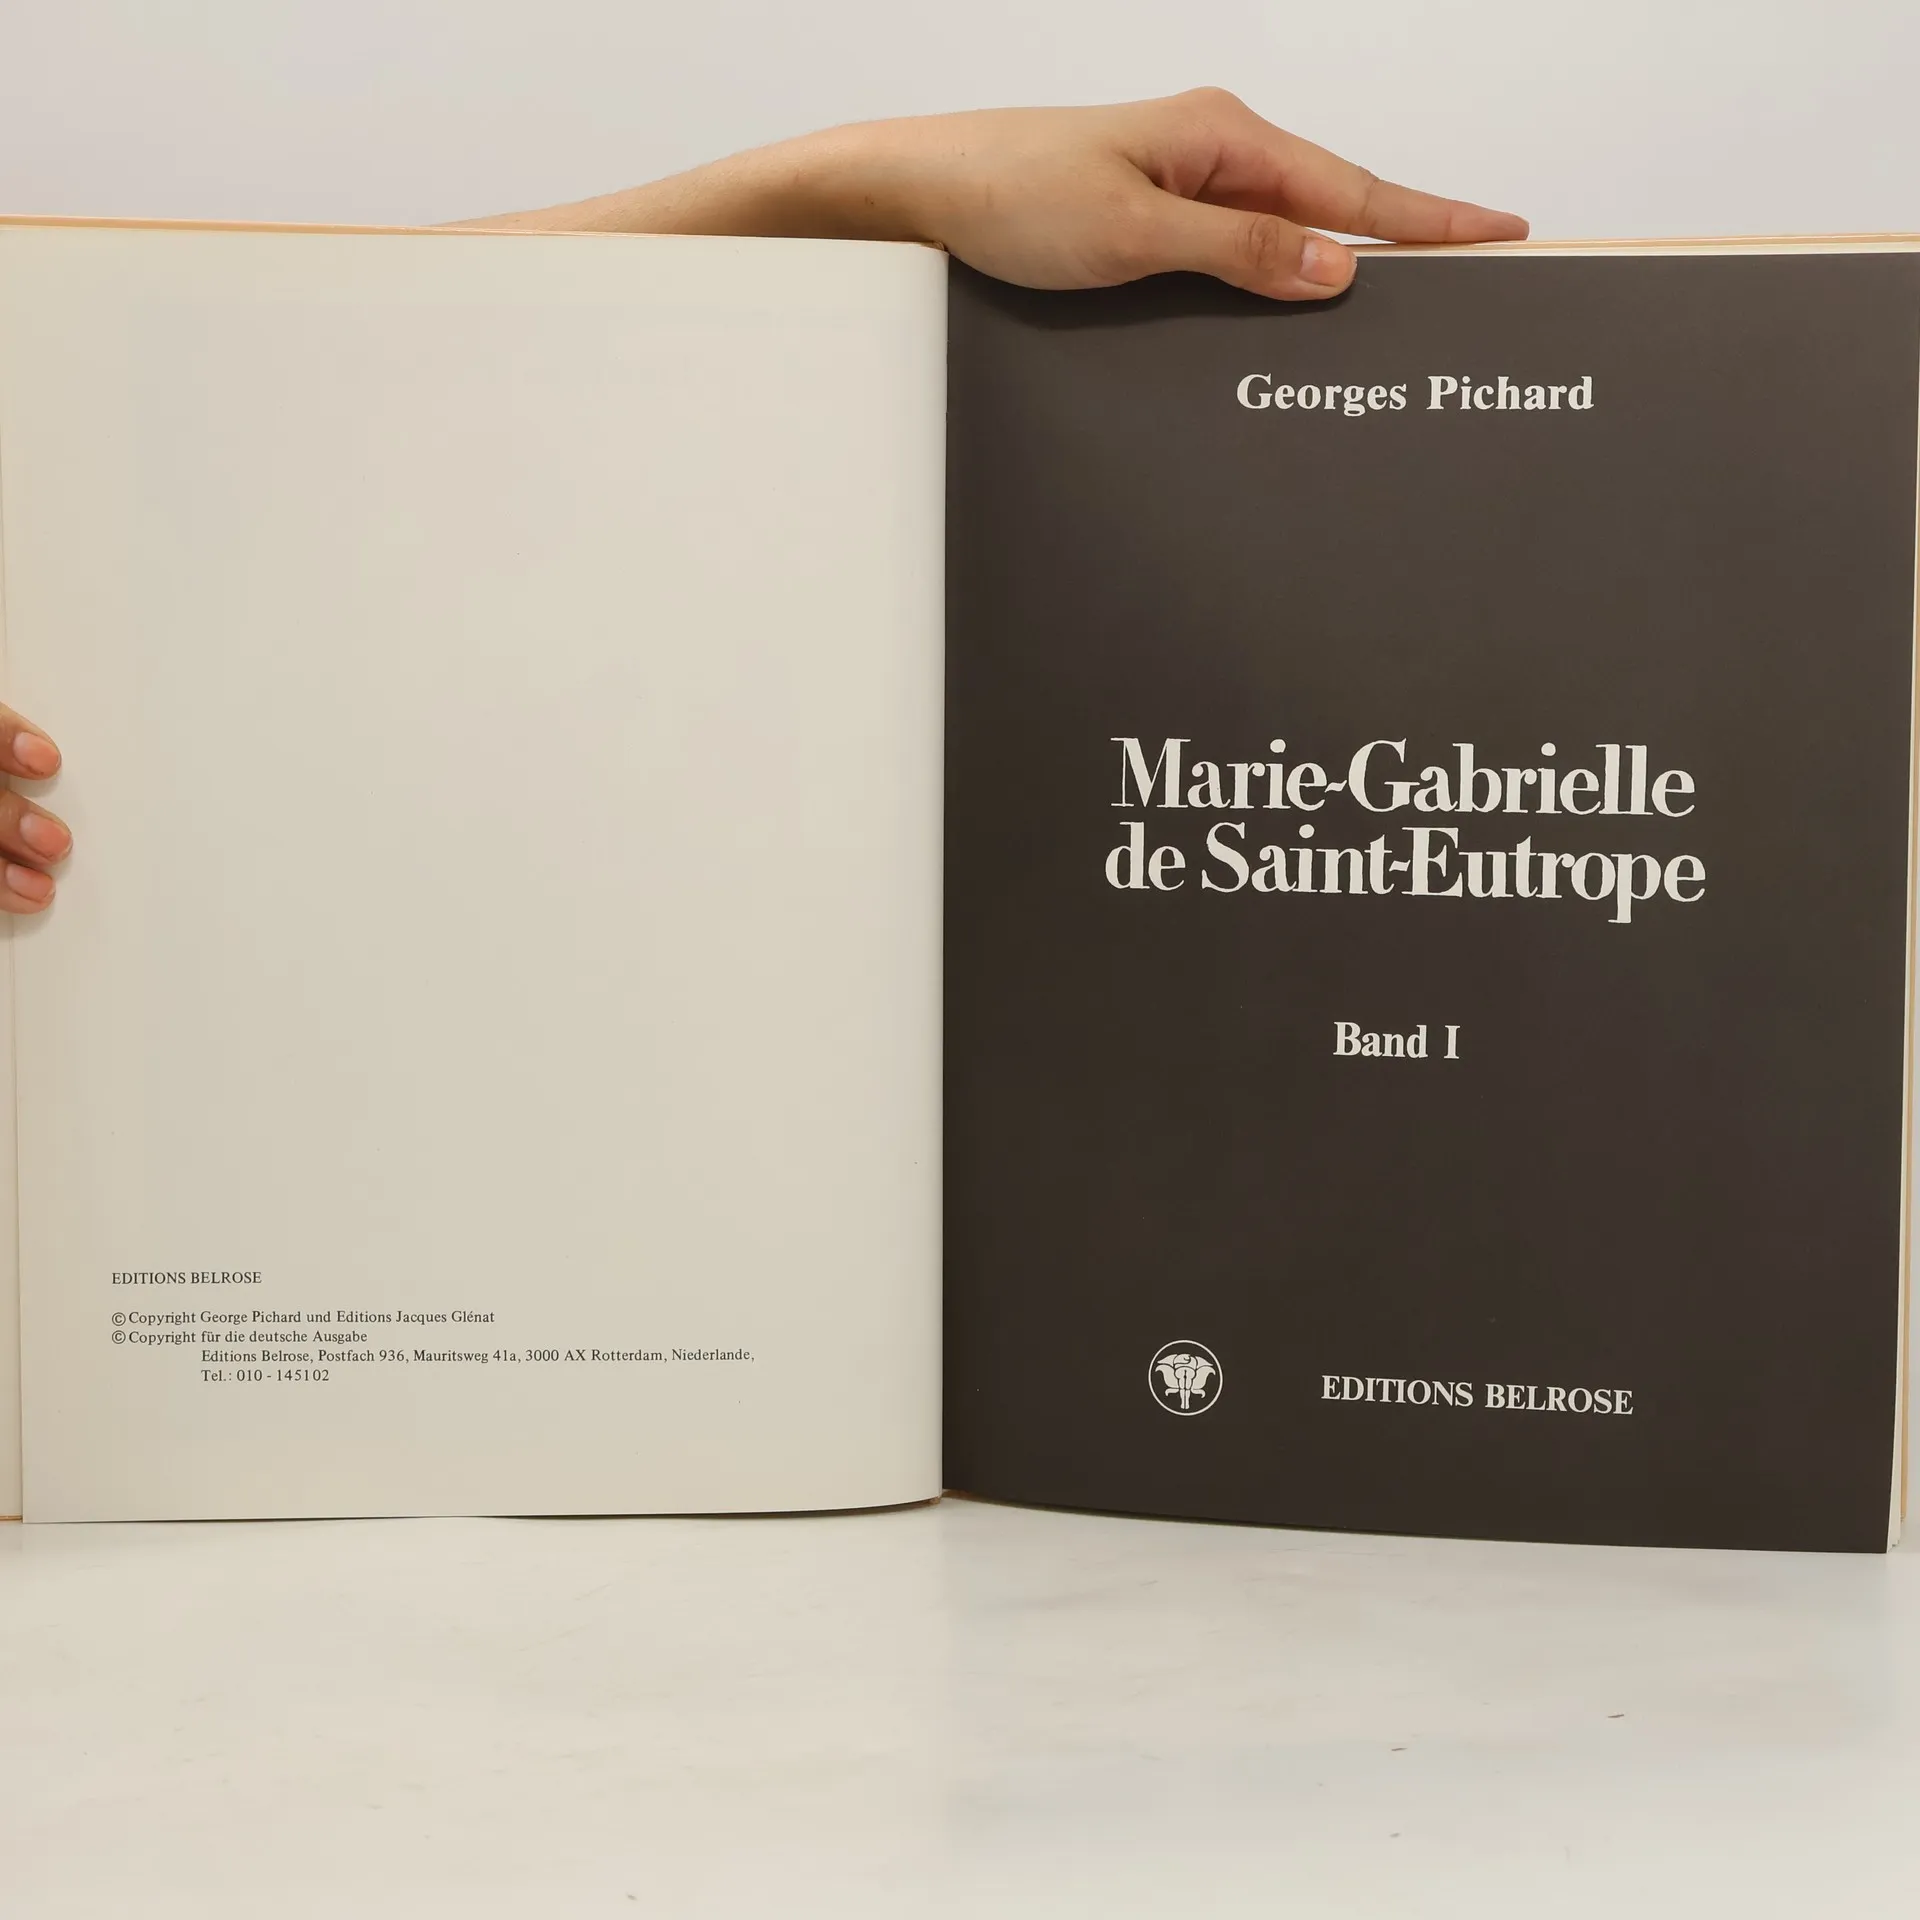 EDITIONS BELROSE
© Copyright George Pichard und Editions Jacques Glénat
© Copyright für die deutsche Ausgabe
Editions Belrose, Postfach 936, Mauritsweg 41a, 3000 AX Rotterdam, Niederlande,
Tel.: 010 - 145102
Georges Pichard
Marie-Gabrielle
de Saint-Eutrope
Band I
EDITIONS BELROSE